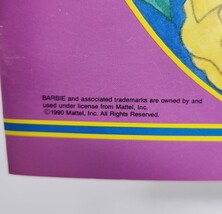 BARBIE and associated trademarks are owned by and
used under license from Mattel, Inc.
©1990 Mattel, Inc. All Rights Reserved.